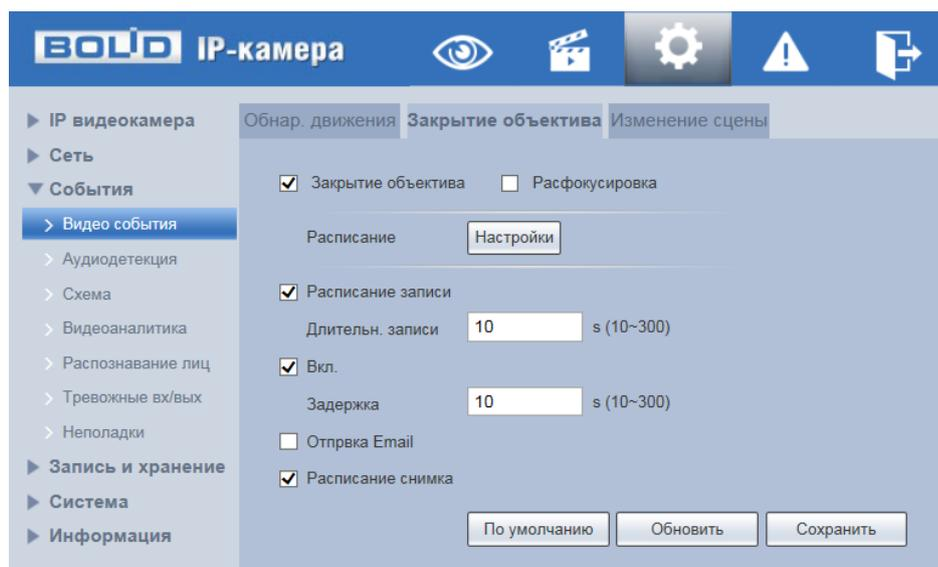 BOLID IP-камера
IP видеокамера
Сеть
События
Видео события
Аудиодетекция
Схема
Видеоаналитика
Распознавание лиц
Тревожные вх/вых
Неполадки
Запись и хранение
Система
Информация
Обнар. движения Закрытие объектива Изменение сцены
Закрытие объектива Расфокусировка
Расписание Настройки
Расписание записи
Длительн. записи 10 s (10~300)
Вкл.
Задержка 10 s (10~300)
Отпрвка Email
Расписание снимка
По умолчанию Обновить Сохранить